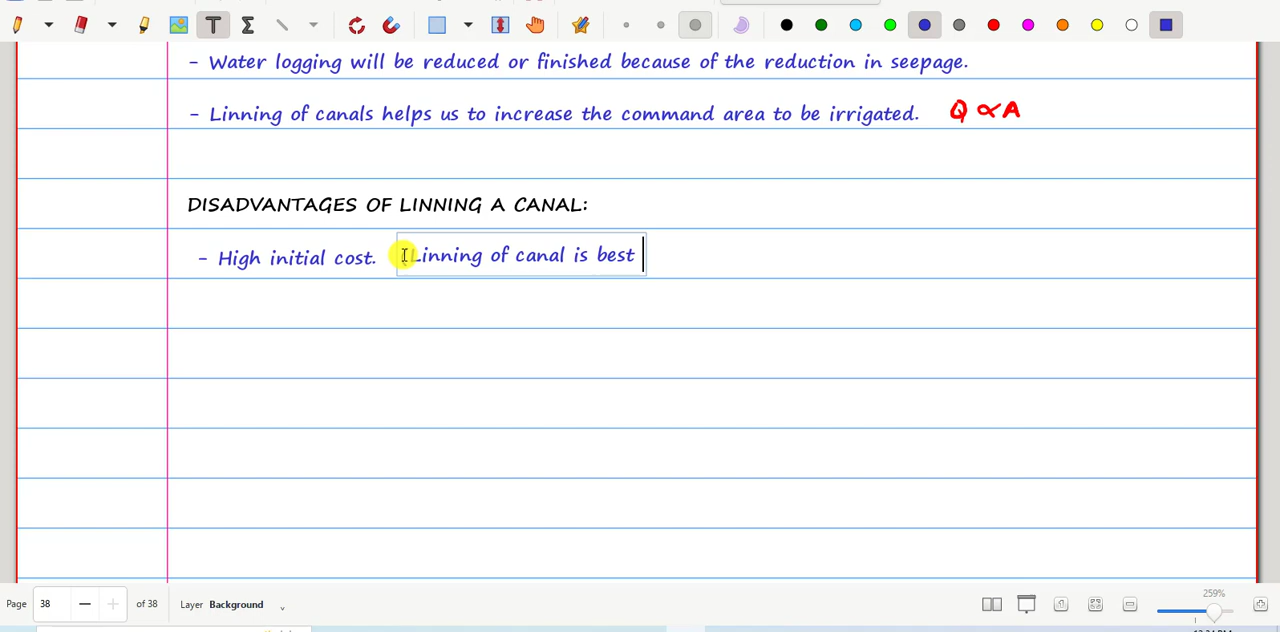 - Water logging will be reduced or finished because of the reduction in seepage.
- Linning of canals helps us to increase the command area to be irrigated. Q ∝ A
DISADVANTAGES OF LINNING A CANAL:
- High initial cost. (Linning of canal is best
Page 38 of 38 Layer Background 259%